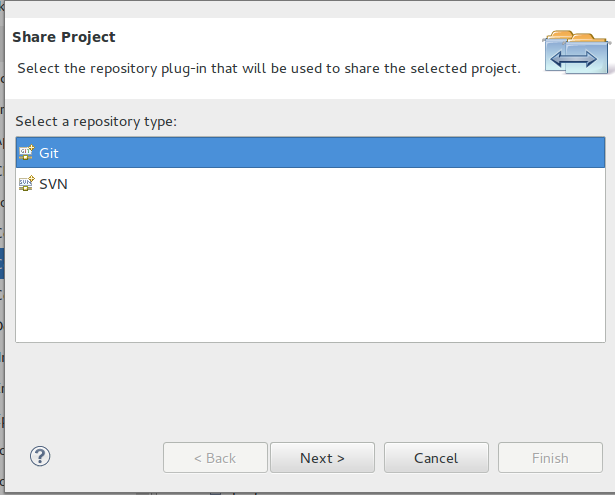 Share Project
Select the repository plug-in that will be used to share the selected project.
Select a repository type:
Git
SVN
< Back
Next >
Cancel
Finish